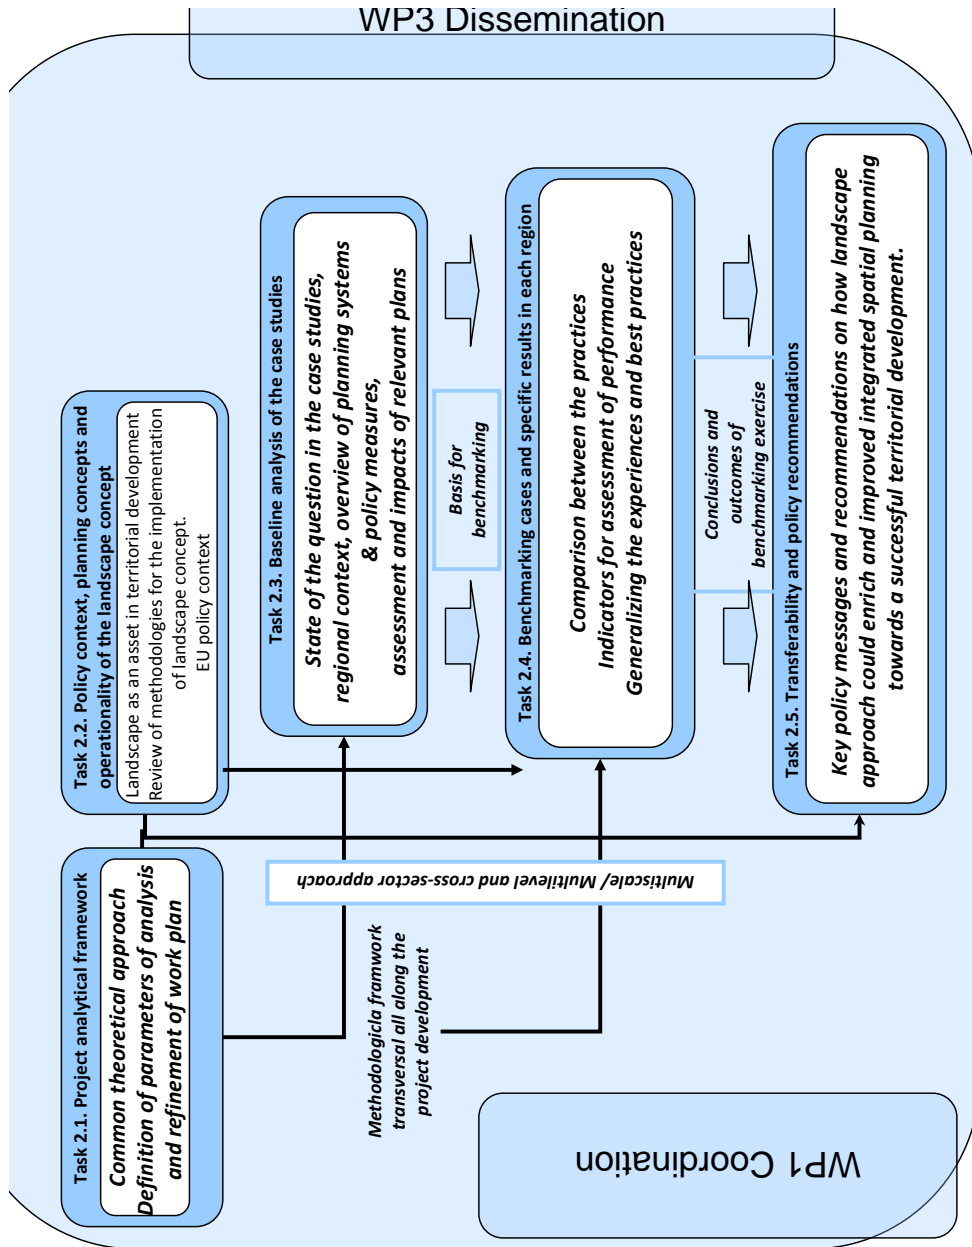 WP3 Dissemination
Task 2.1. Project analytical framework
Common theoretical approach
Definition of parameters of analysis
and refinement of work plan
Task 2.2. Policy context, planning concepts and
operationality of the landscape concept
Landscape as an asset in territorial development
Review of methodologies for the implementation
of landscape concept.
EU policy context
Task 2.3. Baseline analysis of the case studies
State of the question in the case studies,
regional context, overview of planning systems
& policy measures,
assessment and impacts of relevant plans
Basis for
benchmarking
Methodologicla framwork
transversal all along the
project development
Multiscale/ Multilevel and cross-sector approach
Task 2.4. Benchmarking cases and specific results in each region
Comparison between the practices
Indicators for assessment of performance
Generalizing the experiences and best practices
Conclusions and
outcomes of
benchmarking exercise
Task 2.5. Transferability and policy recommendations
Key policy messages and recommendations on how landscape
approach could enrich and improved integrated spatial planning
towards a successful territorial development.
WP1 Coordination